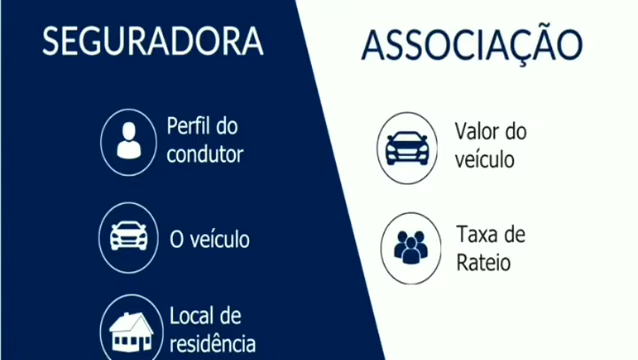 SEGURADORA
Perfil do
condutor
O veículo
Local de
residência
ASSOCIAÇÃO
Valor do
veículo
Taxa de
Rateio